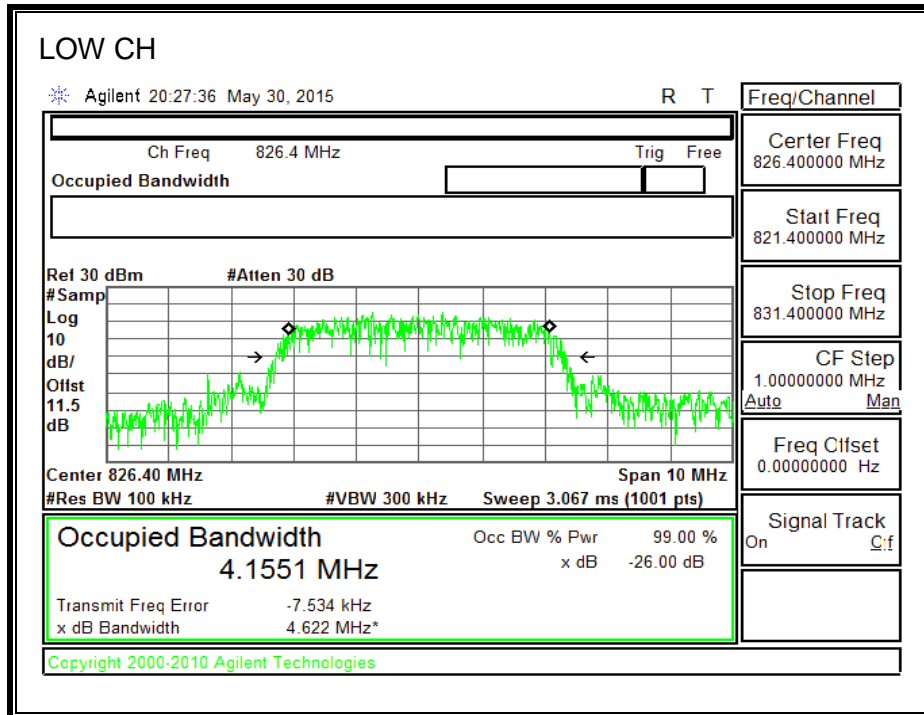 LOW CH
Agilent 20:27:36 May 30, 2015 R T
Freq/Channel
Ch Freq 826.4 MHz Trig Free
Occupied Bandwidth
Center Freq
826.400000 MHz
Start Freq
821.400000 MHz
Stop Freq
831.400000 MHz
CF Step
1.00000000 MHz
Auto Man
Freq Offset
0.00000000 Hz
Signal Track
On Off
Ref 30 dBm #Atten 30 dB
#Samp
Log
10
dB/
Offst
11.5
dB
Center 826.40 MHz Span 10 MHz
#Res BW 100 kHz #VBW 300 kHz Sweep 3.067 ms (1001 pts)
Occupied Bandwidth Occ BW % Pwr 99.00 %
4.1551 MHz x dB -26.00 dB
Transmit Freq Error -7.534 kHz
x dB Bandwidth 4.622 MHz*
Copyright 2000-2010 Agilent Technologies